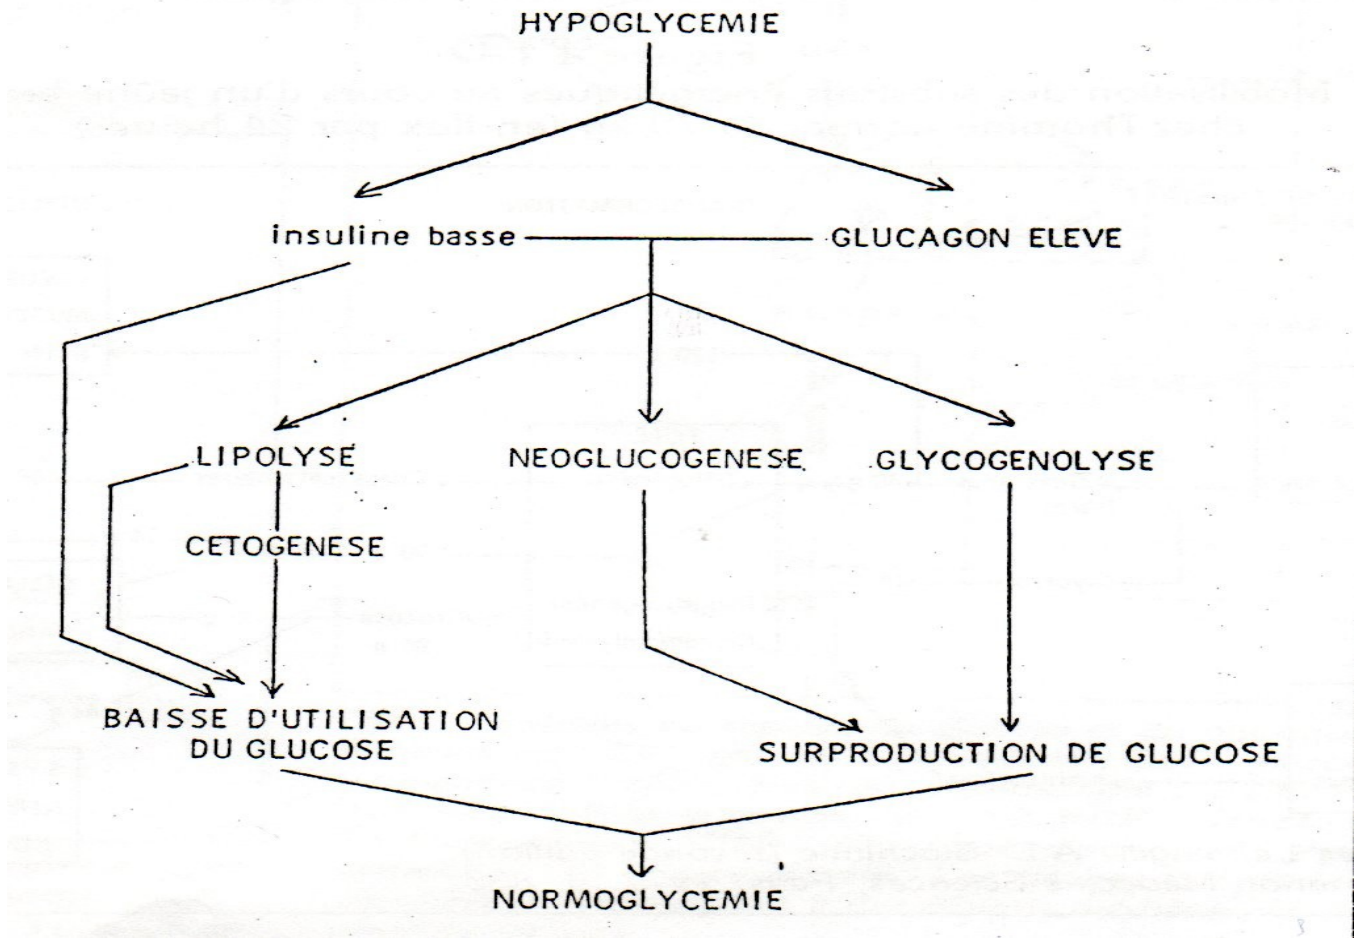 HYPOGLYCEMIE
insuline basse GLUCAGON ELEVE
LIPOLYSE NEOGLUCOGENESE GLYCOGENOLYSE
CETOGENESE
BAISSE D'UTILISATION
DU GLUCOSE
SURPRODUCTION DE GLUCOSE
NORMOGLYCEMIE